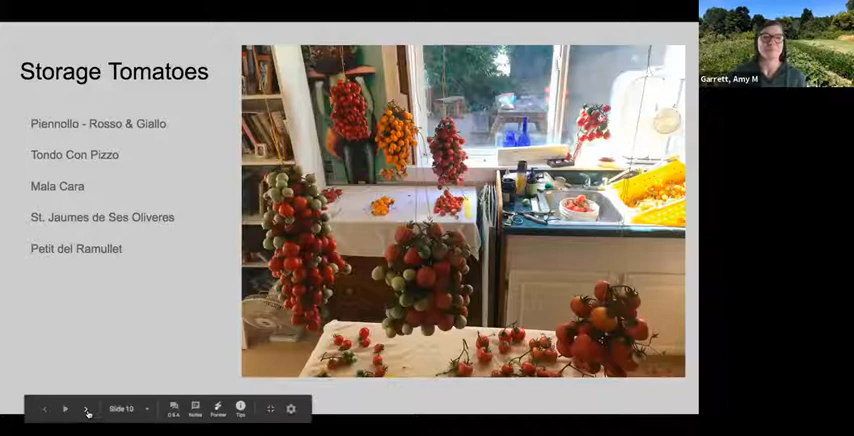 Storage Tomatoes
Piennollo - Rosso & Giallo
Tondo Con Pizzo
Mala Cara
St. Jaumes de Ses Oliveres
Petit del Ramullet
Garrett, Amy M
Slide 10
Q & A
Notes
Pointer
Tips